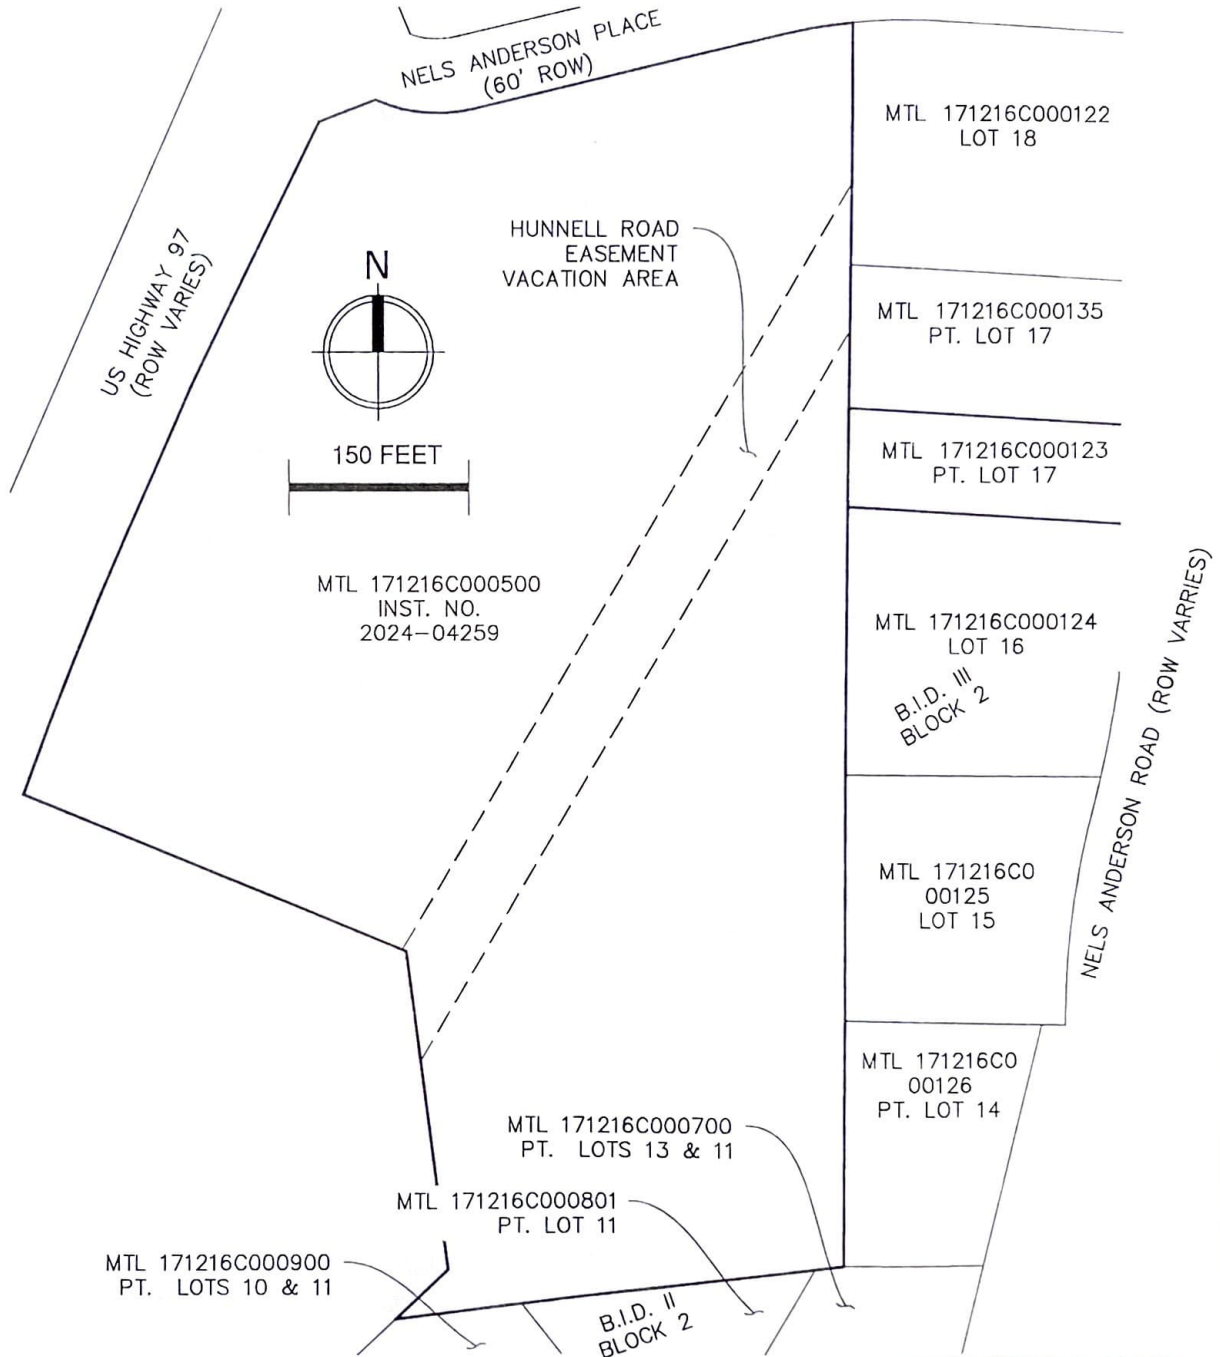 NELS ANDERSON PLACE
(60' ROW)
MTL 171216C000122
LOT 18
US HIGHWAY 97
(ROW VARIES)
HUNNELL ROAD
EASEMENT
VACATION AREA
N
150 FEET
MTL 171216C000135
PT. LOT 17
MTL 171216C000123
PT. LOT 17
MTL 171216C000500
INST. NO.
2024-04259
MTL 171216C000124
LOT 16
B.I.D. III
BLOCK 2
NELS ANDERSON ROAD (ROW VARRIES)
MTL 171216C0
00125
LOT 15
MTL 171216C0
00126
PT. LOT 14
MTL 171216C000700
PT. LOTS 13 & 11
MTL 171216C000801
PT. LOT 11
MTL 171216C000900
PT. LOTS 10 & 11
B.I.D. II
BLOCK 2